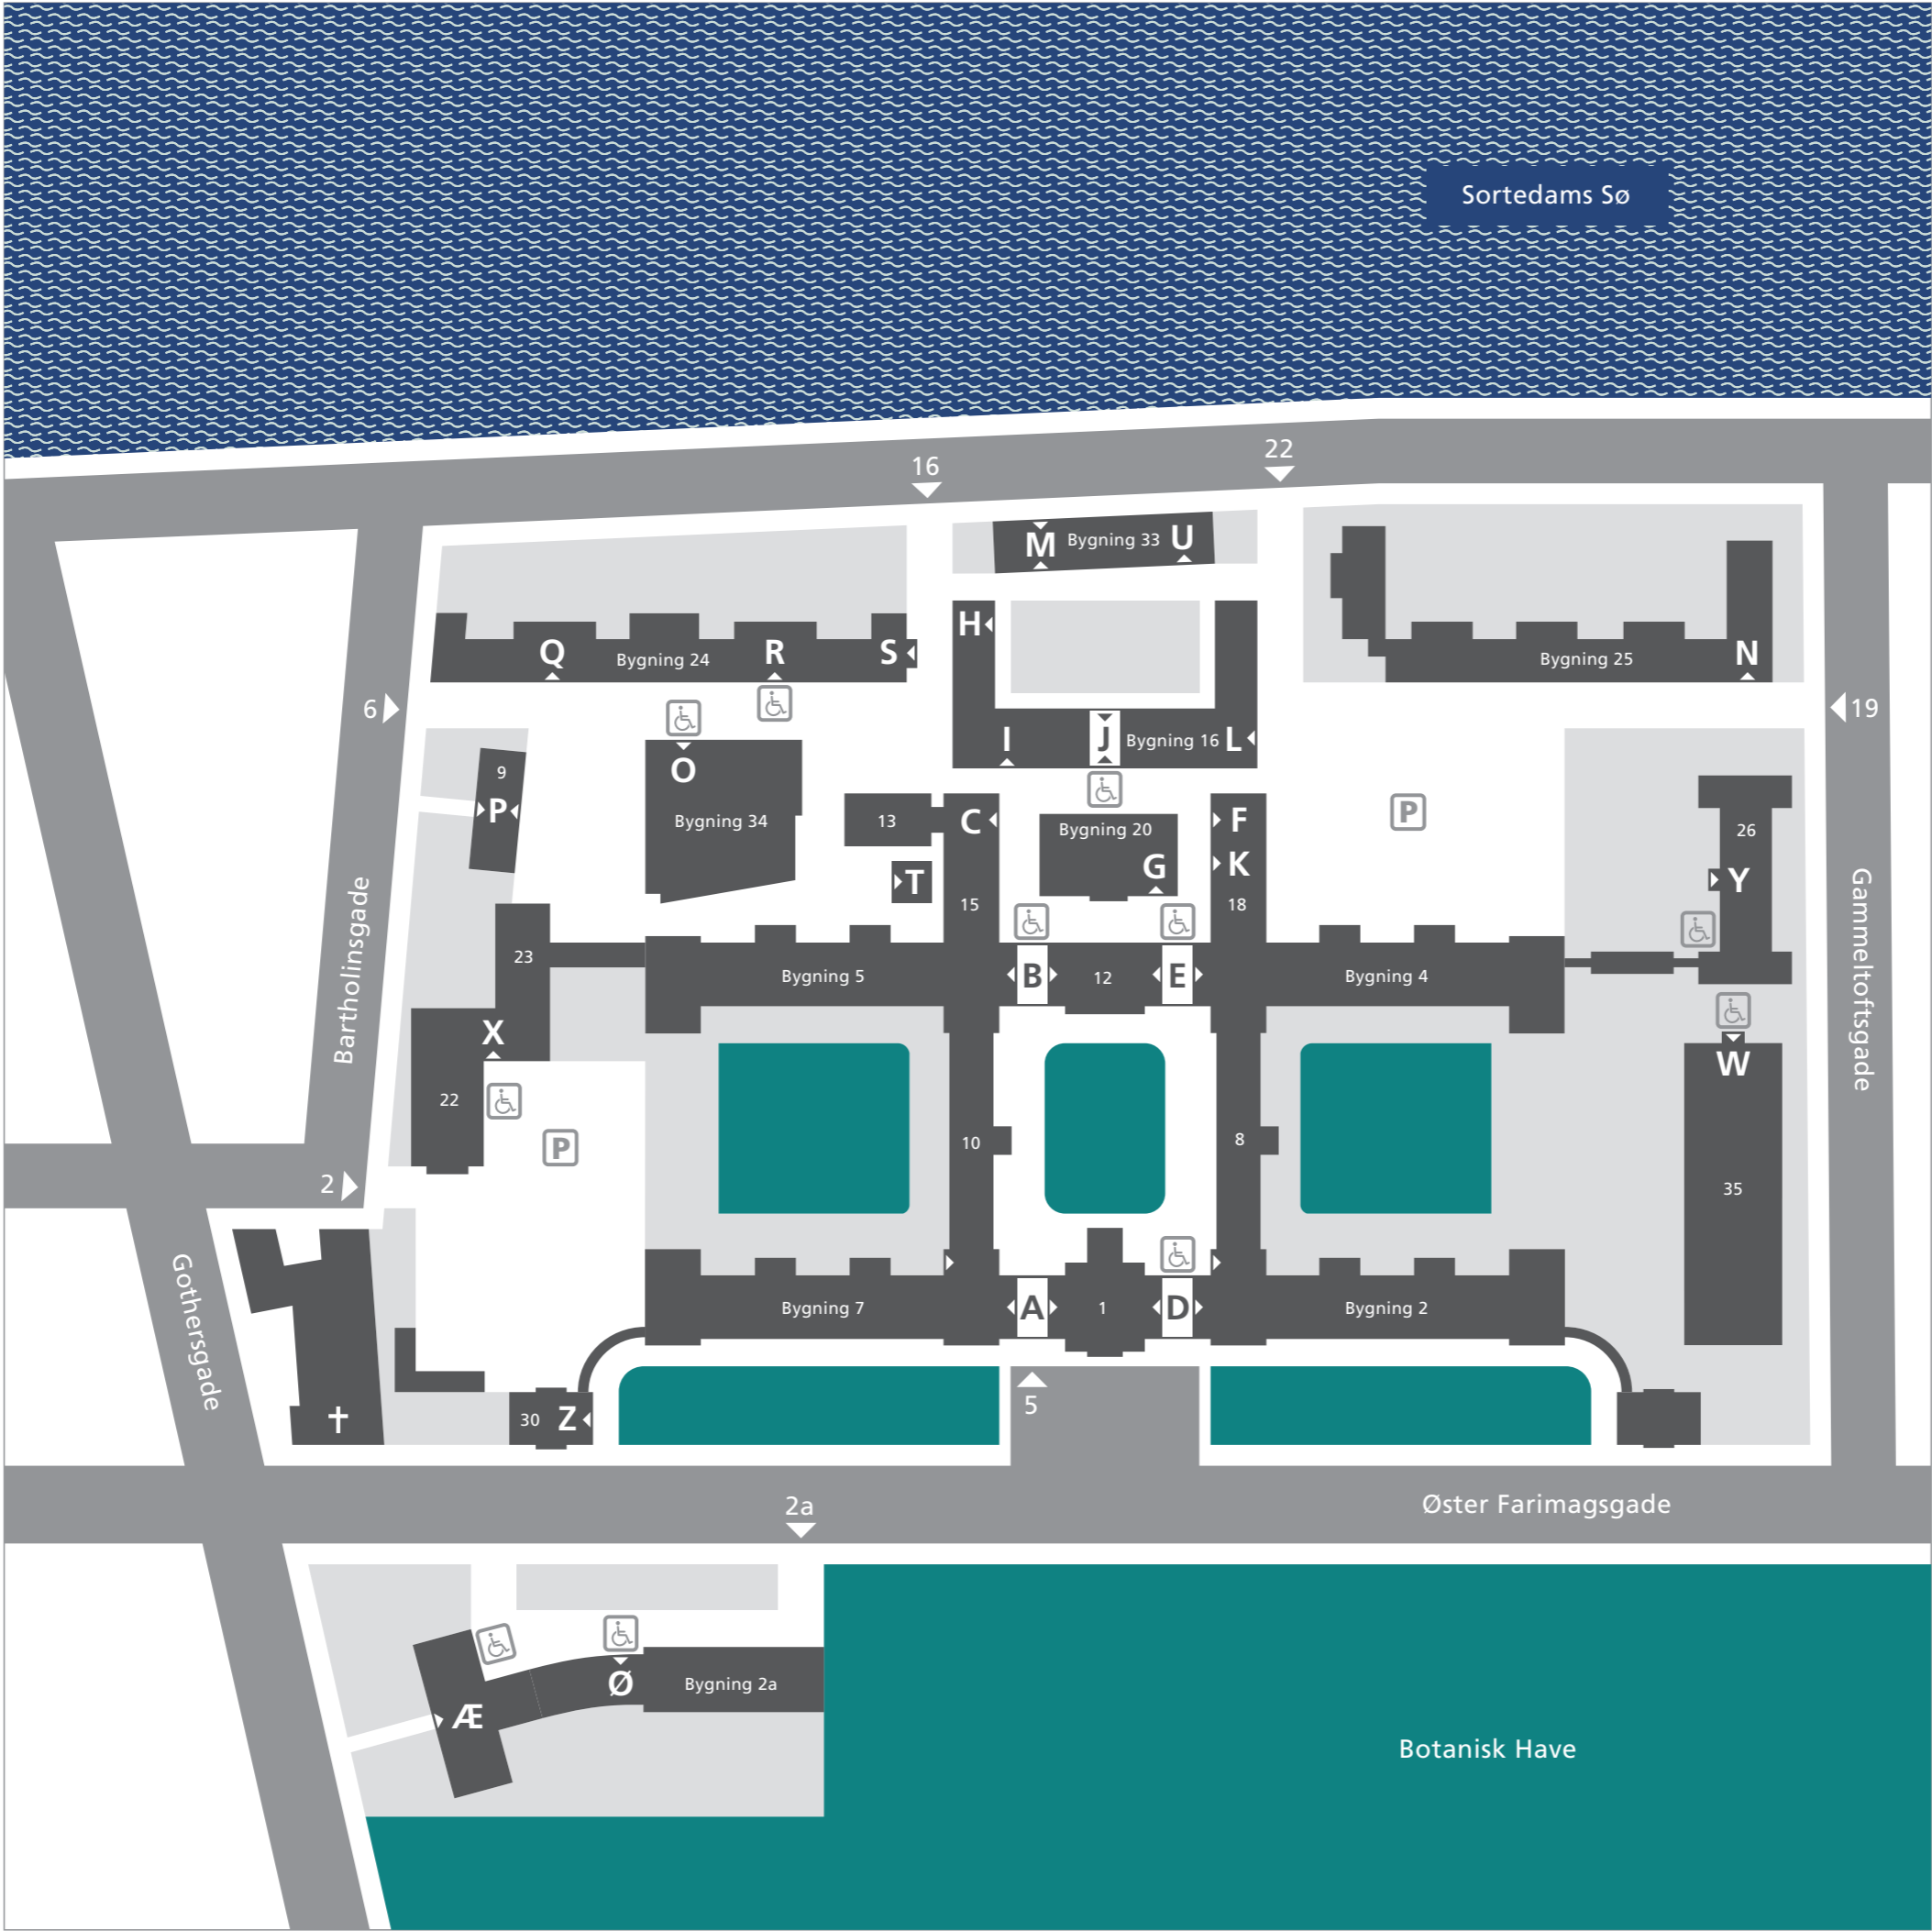 Sortedams Sø
22
16
M Bygning 33 U
H
Q Bygning 24 R S
Bygning 25 N
6
19
I J Bygning 16 L
O
9
P
Bygning 34
13
C
Bygning 20
G
F
K
P
26
Y
T
15
18
23
Bygning 5
B 12 E
Bygning 4
Bartholinsgade
Gammeltoftsgade
X
W
22
P
10
8
2
35
Gothersgade
Bygning 7
A 1 D
Bygning 2
5
30 Z
2a
Øster Farimagsgade
Ø Bygning 2a
Æ
Botanisk Have